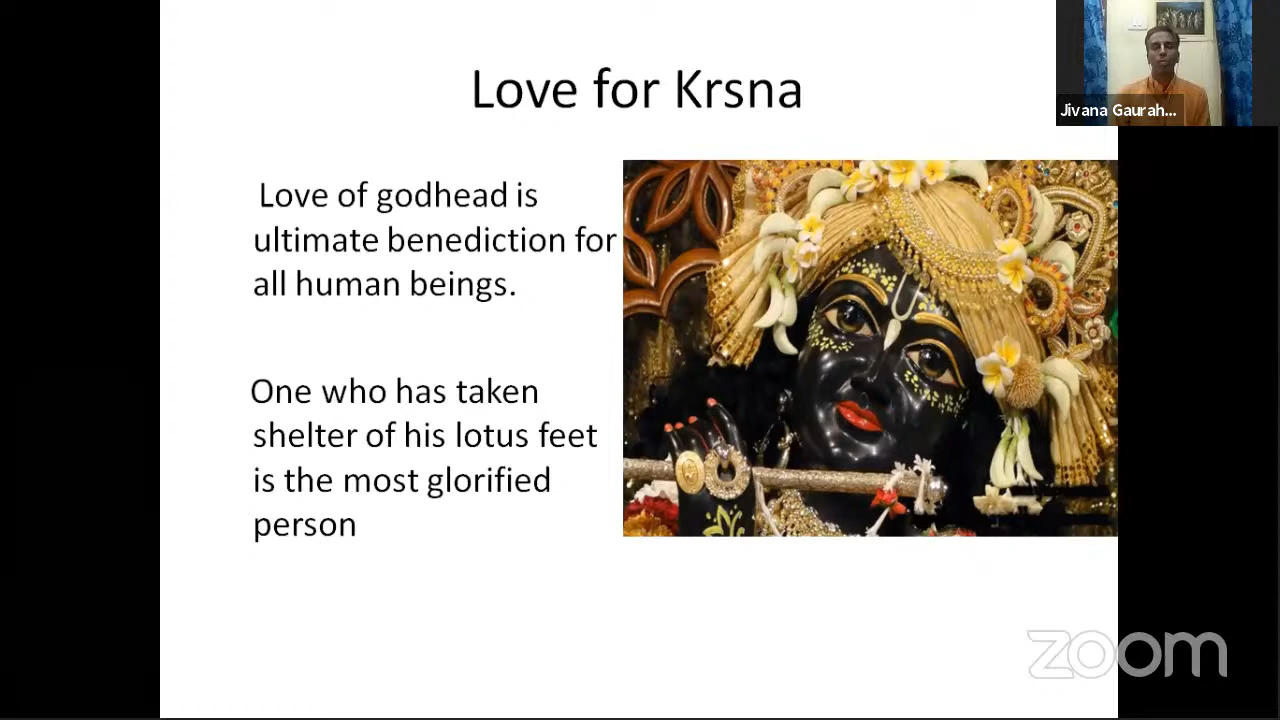 Love for Krsna
Jivana Gaurah...
Love of godhead is
ultimate benediction for
all human beings.
One who has taken
shelter of his lotus feet
is the most glorified
person
zoom